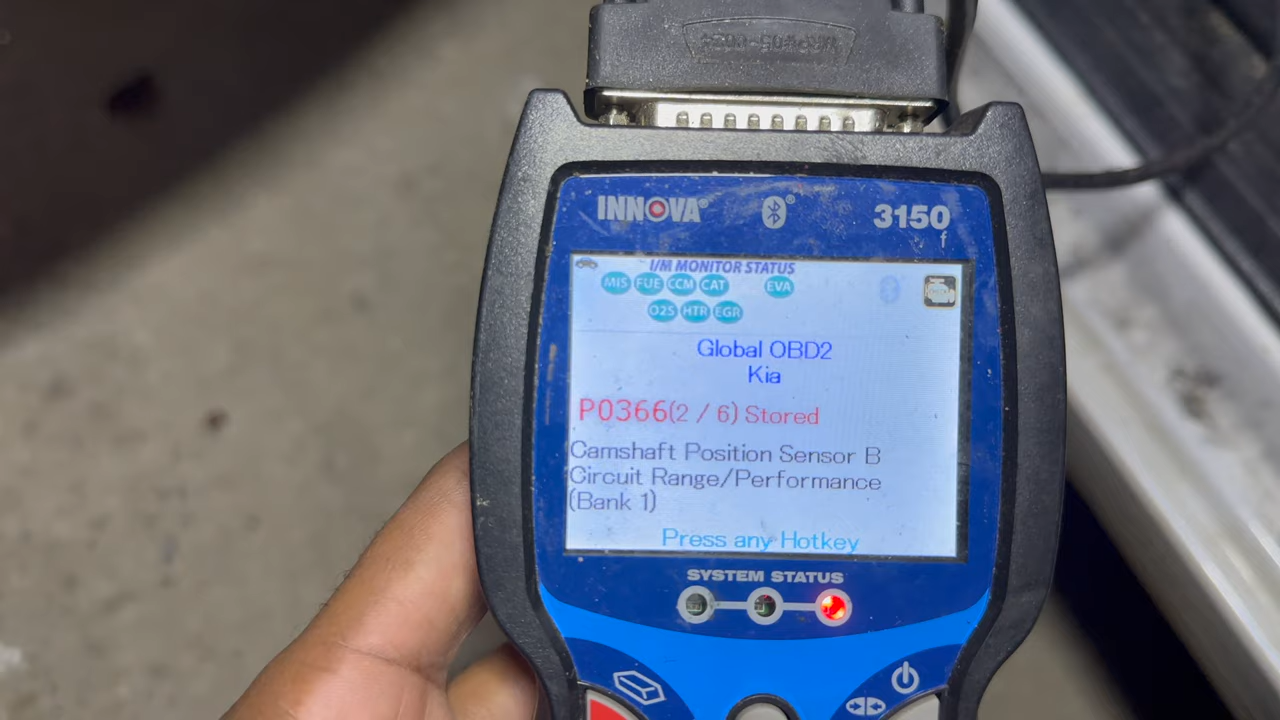 INNOVA®
3150
f
I/M MONITOR STATUS
MIS FUE CCM CAT EVA
O2S HTR EGR
Global OBD2
Kia
P0366(2 / 6) Stored
Camshaft Position Sensor B
Circuit Range/Performance
(Bank 1)
Press any Hotkey
SYSTEM STATUS